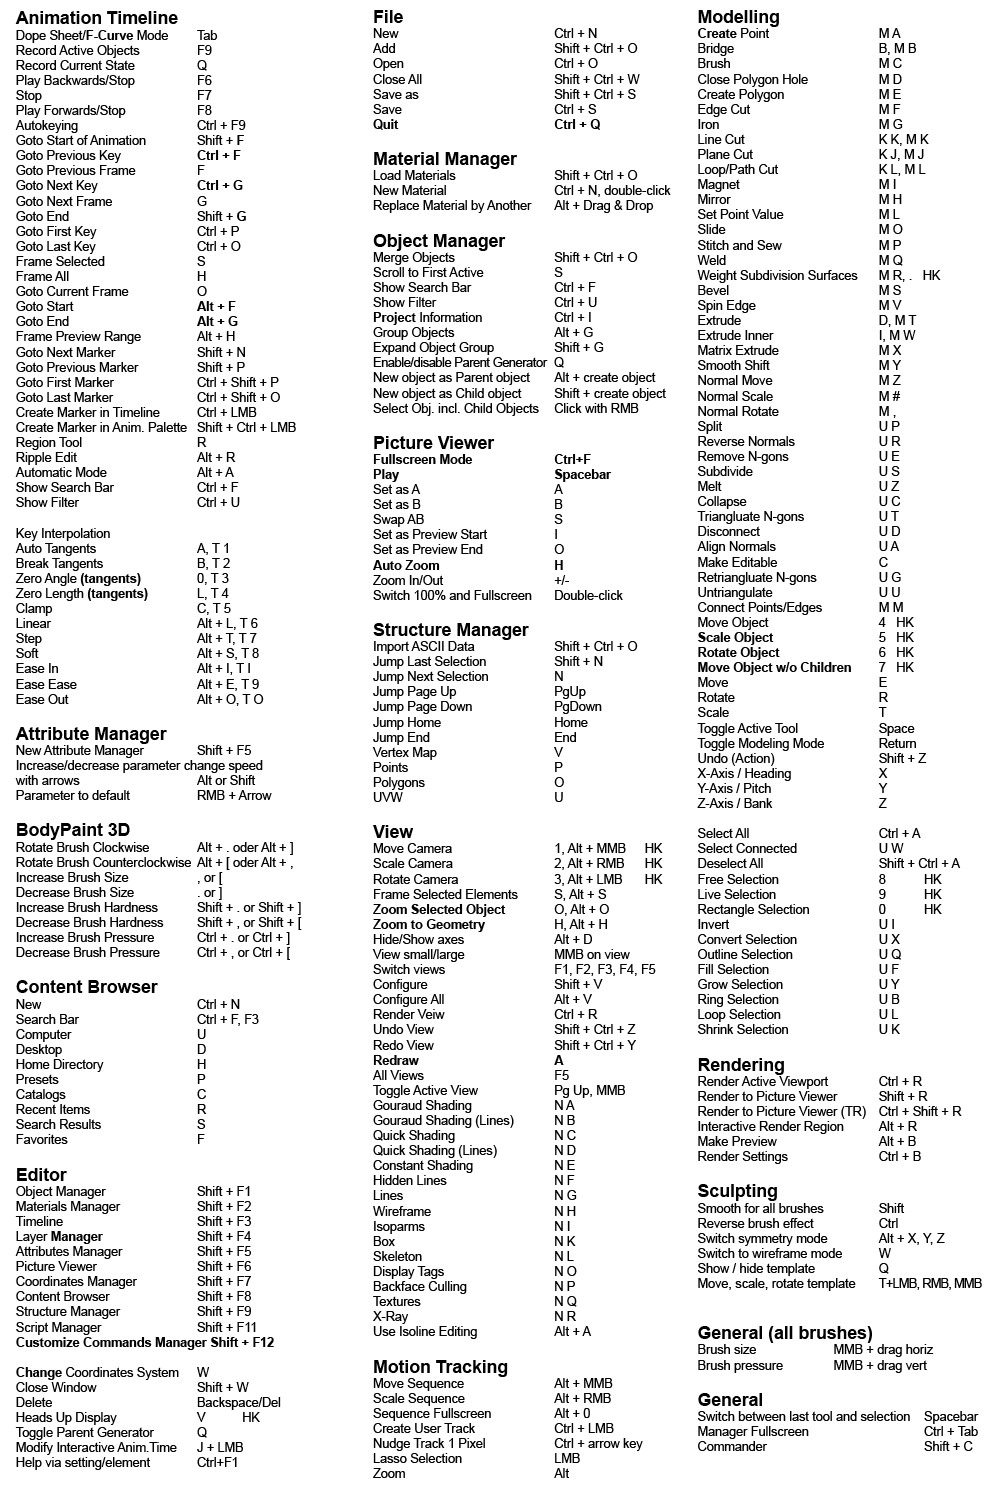 Animation Timeline
Dope Sheet/F-Curve Mode Tab
Record Active Objects F9
Record Current State Q
Play Backwards/Stop F6
Stop F7
Play Forwards/Stop F8
Autokeying Ctrl + F9
Goto Start of Animation Shift + F
Goto Previous Key Ctrl + F
Goto Previous Frame F
Goto Next Key Ctrl + G
Goto Next Frame G
Goto End Shift + G
Goto First Key Ctrl + P
Goto Last Key Ctrl + O
Frame Selected S
Frame All H
Goto Current Frame O
Goto Start Alt + F
Goto End Alt + G
Frame Preview Range Alt + H
Goto Next Marker Shift + N
Goto Previous Marker Shift + P
Goto First Marker Ctrl + Shift + P
Goto Last Marker Ctrl + Shift + O
Create Marker in Timeline Ctrl + LMB
Create Marker in Anim. Palette Shift + Ctrl + LMB
Region Tool R
Ripple Edit Alt + R
Automatic Mode Alt + A
Show Search Bar Ctrl + F
Show Filter Ctrl + U
Key Interpolation
Auto Tangents A, T 1
Break Tangents B, T 2
Zero Angle (tangents) 0, T 3
Zero Length (tangents) L, T 4
Clamp C, T 5
Linear Alt + L, T 6
Step Alt + T, T 7
Soft Alt + S, T 8
Ease In Alt + I, T I
Ease Ease Alt + E, T 9
Ease Out Alt + O, T O
Attribute Manager
New Attribute Manager Shift + F5
Increase/decrease parameter change speed
with arrows Alt or Shift
Parameter to default RMB + Arrow
BodyPaint 3D
Rotate Brush Clockwise Alt + . oder Alt + ]
Rotate Brush Counterclockwise Alt + [ oder Alt + ,
Increase Brush Size , or [
Decrease Brush Size . or ]
Increase Brush Hardness Shift + . or Shift + ]
Decrease Brush Hardness Shift + , or Shift + [
Increase Brush Pressure Ctrl + . or Ctrl + ]
Decrease Brush Pressure Ctrl + , or Ctrl + [
Content Browser
New Ctrl + N
Search Bar Ctrl + F, F3
Computer U
Desktop D
Home Directory H
Presets P
Catalogs C
Recent Items R
Search Results S
Favorites F
Editor
Object Manager Shift + F1
Materials Manager Shift + F2
Timeline Shift + F3
Layer Manager Shift + F4
Attributes Manager Shift + F5
Picture Viewer Shift + F6
Coordinates Manager Shift + F7
Content Browser Shift + F8
Structure Manager Shift + F9
Script Manager Shift + F11
Customize Commands Manager Shift + F12
Change Coordinates System W
Close Window Shift + W
Delete Backspace/Del
Heads Up Display V HK
Toggle Parent Generator Q
Modify Interactive Anim.Time J + LMB
Help via setting/element Ctrl+F1
File
New Ctrl + N
Add Shift + Ctrl + O
Open Ctrl + O
Close All Shift + Ctrl + W
Save as Shift + Ctrl + S
Save Ctrl + S
Quit Ctrl + Q
Material Manager
Load Materials Shift + Ctrl + O
New Material Ctrl + N, double-click
Replace Material by Another Alt + Drag & Drop
Object Manager
Merge Objects Shift + Ctrl + O
Scroll to First Active S
Show Search Bar Ctrl + F
Show Filter Ctrl + U
Project Information Ctrl + I
Group Objects Alt + G
Expand Object Group Shift + G
Enable/disable Parent Generator Q
New object as Parent object Alt + create object
New object as Child object Shift + create object
Select Obj. incl. Child Objects Click with RMB
Picture Viewer
Fullscreen Mode Ctrl+F
Play Spacebar
Set as A A
Set as B B
Swap AB S
Set as Preview Start I
Set as Preview End O
Auto Zoom H
Zoom In/Out +/-
Switch 100% and Fullscreen Double-click
Structure Manager
Import ASCII Data Shift + Ctrl + O
Jump Last Selection Shift + N
Jump Next Selection N
Jump Page Up PgUp
Jump Page Down PgDown
Jump Home Home
Jump End End
Vertex Map V
Points P
Polygons O
UVW U
View
Move Camera 1, Alt + MMB HK
Scale Camera 2, Alt + RMB HK
Rotate Camera 3, Alt + LMB HK
Frame Selected Elements S, Alt + S
Zoom Selected Object O, Alt + O
Zoom to Geometry H, Alt + H
Hide/Show axes Alt + D
View small/large MMB on view
Switch views F1, F2, F3, F4, F5
Configure Shift + V
Configure All Alt + V
Render Veiw Ctrl + R
Undo View Shift + Ctrl + Z
Redo View Shift + Ctrl + Y
Redraw A
All Views F5
Toggle Active View Pg Up, MMB
Gouraud Shading N A
Gouraud Shading (Lines) N B
Quick Shading N C
Quick Shading (Lines) N D
Constant Shading N E
Hidden Lines N F
Lines N G
Wireframe N H
Isoparms N I
Box N K
Skeleton N L
Display Tags N O
Backface Culling N P
Textures N Q
X-Ray N R
Use Isoline Editing Alt + A
Motion Tracking
Move Sequence Alt + MMB
Scale Sequence Alt + RMB
Sequence Fullscreen Alt + 0
Create User Track Ctrl + LMB
Nudge Track 1 Pixel Ctrl + arrow key
Lasso Selection LMB
Zoom Alt
Modelling
Create Point M A
Bridge B, M B
Brush M C
Close Polygon Hole M D
Create Polygon M E
Edge Cut M F
Iron M G
Line Cut K K, M K
Plane Cut K J, M J
Loop/Path Cut K L, M L
Magnet M I
Mirror M H
Set Point Value M L
Slide M O
Stitch and Sew M P
Weld M Q
Weight Subdivision Surfaces M R, . HK
Bevel M S
Spin Edge M V
Extrude D, M T
Extrude Inner I, M W
Matrix Extrude M X
Smooth Shift M Y
Normal Move M Z
Normal Scale M #
Normal Rotate M ,
Split U P
Reverse Normals U R
Remove N-gons U E
Subdivide U S
Melt U Z
Collapse U C
Triangluate N-gons U T
Disconnect U D
Align Normals U A
Make Editable C
Retriangluate N-gons U G
Untriangulate U U
Connect Points/Edges M M
Move Object 4 HK
Scale Object 5 HK
Rotate Object 6 HK
Move Object w/o Children 7 HK
Move E
Rotate R
Scale T
Toggle Active Tool Space
Toggle Modeling Mode Return
Undo (Action) Shift + Z
X-Axis / Heading X
Y-Axis / Pitch Y
Z-Axis / Bank Z
Select All Ctrl + A
Select Connected U W
Deselect All Shift + Ctrl + A
Free Selection 8 HK
Live Selection 9 HK
Rectangle Selection 0 HK
Invert U I
Convert Selection U X
Outline Selection U Q
Fill Selection U F
Grow Selection U Y
Ring Selection U B
Loop Selection U L
Shrink Selection U K
Rendering
Render Active Viewport Ctrl + R
Render to Picture Viewer Shift + R
Render to Picture Viewer (TR) Ctrl + Shift + R
Interactive Render Region Alt + R
Make Preview Alt + B
Render Settings Ctrl + B
Sculpting
Smooth for all brushes Shift
Reverse brush effect Ctrl
Switch symmetry mode Alt + X, Y, Z
Switch to wireframe mode W
Show / hide template Q
Move, scale, rotate template T+LMB, RMB, MMB
General (all brushes)
Brush size MMB + drag horiz
Brush pressure MMB + drag vert
General
Switch between last tool and selection Spacebar
Manager Fullscreen Ctrl + Tab
Commander Shift + C